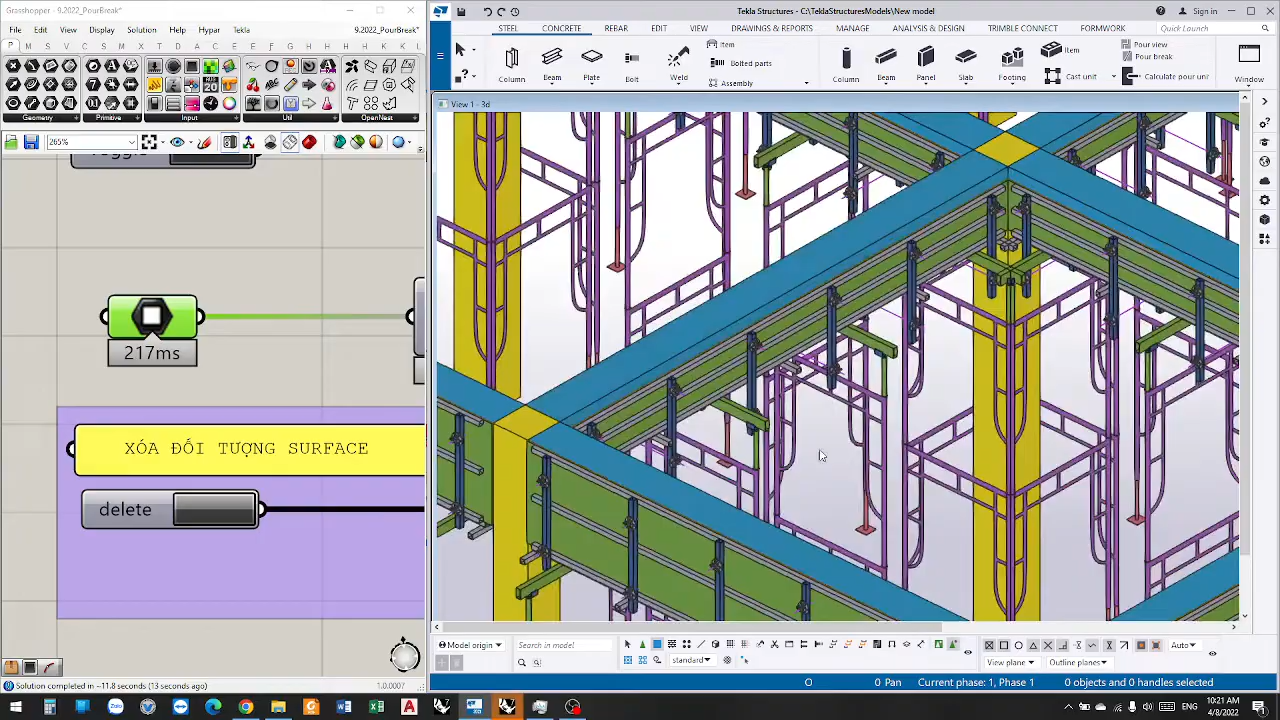 Grasshopper - 9.2022_PourBreak*
File
Edit
View
Display
Solution
Help
Hypar
9.2022_PourBreak*
Geometry
Primitive
Input
Util
OpenNest
265%
217ms
XÓA ĐỐI TƯỢNG SURFACE
delete
Solution completed in ~11.8 seconds (13 seconds ago)
1.0.0007
Tekla Structures - C:\TeklaStructuresModels\New model
Sign in
STEEL
CONCRETE
REBAR
EDIT
VIEW
DRAWINGS & REPORTS
MANAGE
ANALYSIS & DESIGN
TRIMBLE CONNECT
FORMWORK
Quick Launch
Column
Beam
Plate
Bolt
Weld
Item
Bolted parts
Assembly
Column
Beam
Panel
Slab
Footing
Item
Cast unit
Pour view
Pour break
Calculate pour unit
Window
View 1 - 3d
Model origin
Search in model
standard
Auto
View plane
Outline planes
O
0 Pan
Current phase: 1, Phase 1
0 objects and 0 handles selected
10:21 AM
4/8/2022